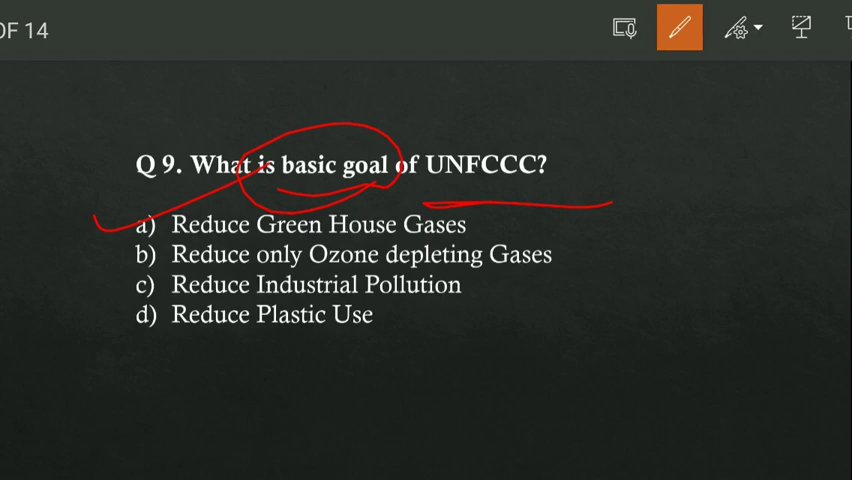 OF 14
Q 9. What is basic goal of UNFCCC?
a) Reduce Green House Gases
b) Reduce only Ozone depleting Gases
c) Reduce Industrial Pollution
d) Reduce Plastic Use